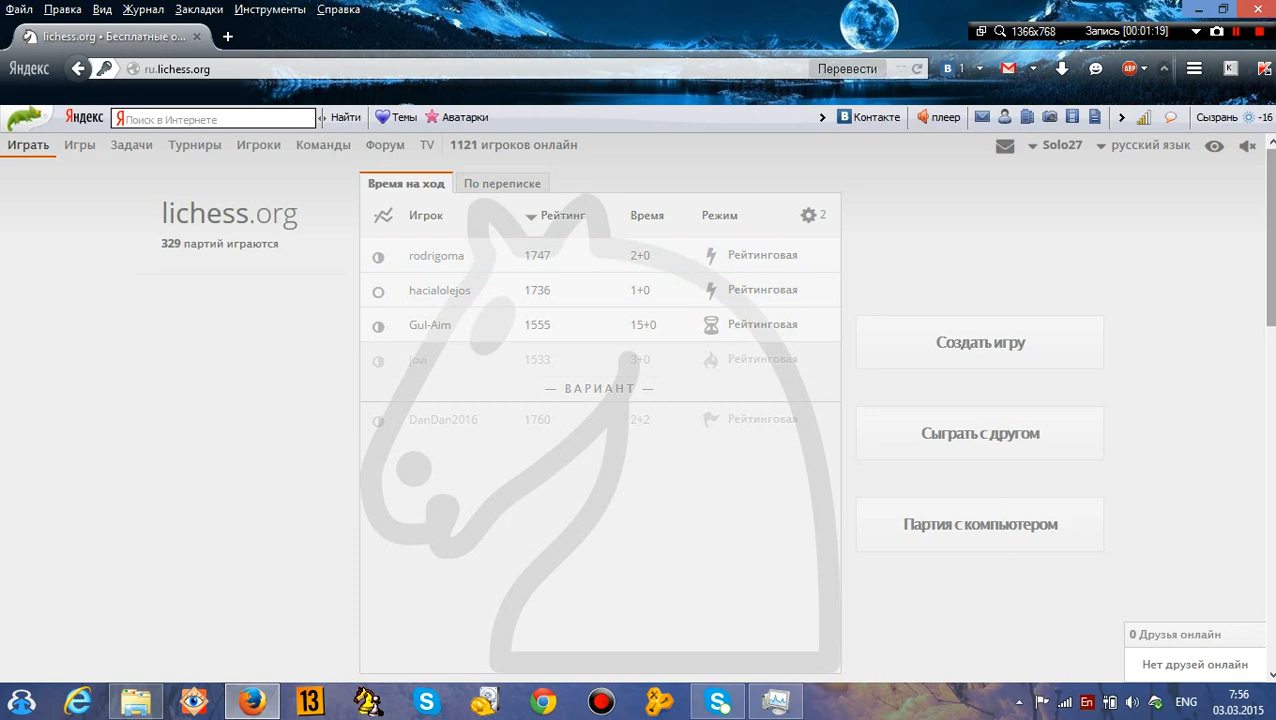 Файл Правка Вид Журнал Закладки Инструменты Справка
lichess.org • Бесплатные о...
1366x768 Запись [00:01:19]
Яндекс ru.lichess.org Перевести В 1 ABP K
Яндекс Я Поиск в Интернете Найти Темы Аватарки В Контакте плеер Сызрань -16
Играть Игры Задачи Турниры Игроки Команды Форум TV 1121 игроков онлайн Solo27 русский язык
lichess.org
329 партий играются
Время на ход По переписке
Игрок Рейтинг Время Режим 2
rodrigoma 1747 2+0 Рейтинговая
hacialolejos 1736 1+0 Рейтинговая
Gul-Aim 1555 15+0 Рейтинговая
jovi 1533 3+0 Рейтинговая
— ВАРИАНТ —
DanDan2016 1760 2+2 Рейтинговая
Создать игру
Сыграть с другом
Партия с компьютером
0 Друзья онлайн
Нет друзей онлайн
13 En ENG 7:56
03.03.2015